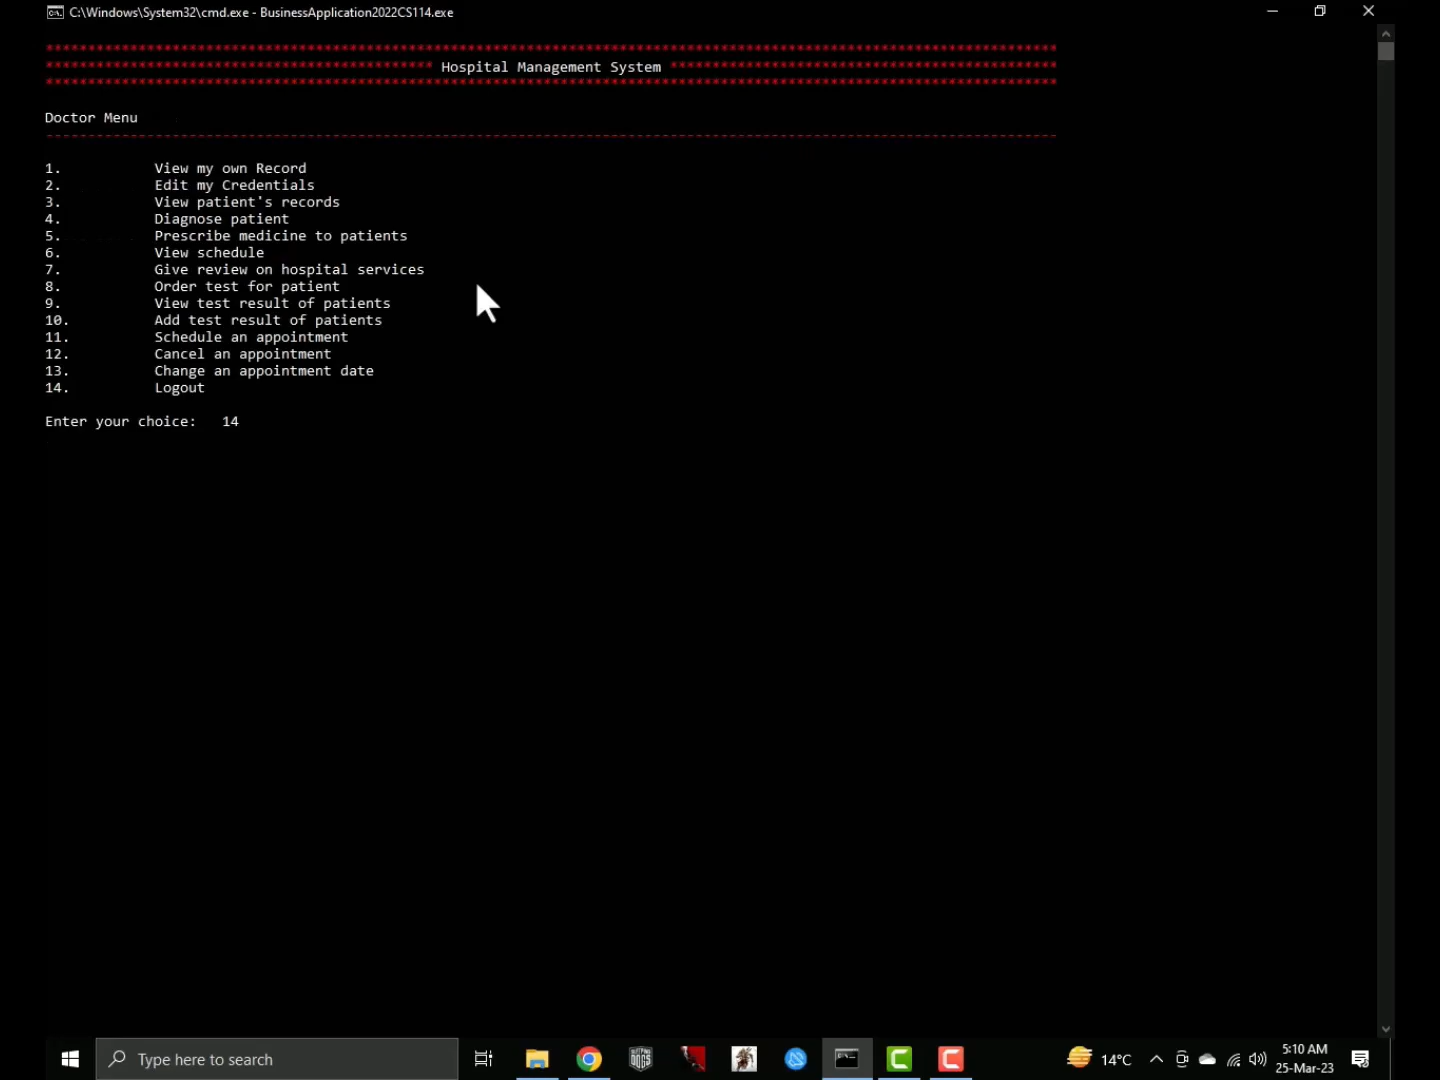 C:\Windows\System32\cmd.exe - BusinessApplication2022CS114.exe
************************************************************************************************************************
********************************************** Hospital Management System **********************************************
************************************************************************************************************************
Doctor Menu
------------------------------------------------------------------------------------------------------------------------
1. View my own Record
2. Edit my Credentials
3. View patient's records
4. Diagnose patient
5. Prescribe medicine to patients
6. View schedule
7. Give review on hospital services
8. Order test for patient
9. View test result of patients
10. Add test result of patients
11. Schedule an appointment
12. Cancel an appointment
13. Change an appointment date
14. Logout
Enter your choice: 14
Type here to search
14°C
5:10 AM
25-Mar-23